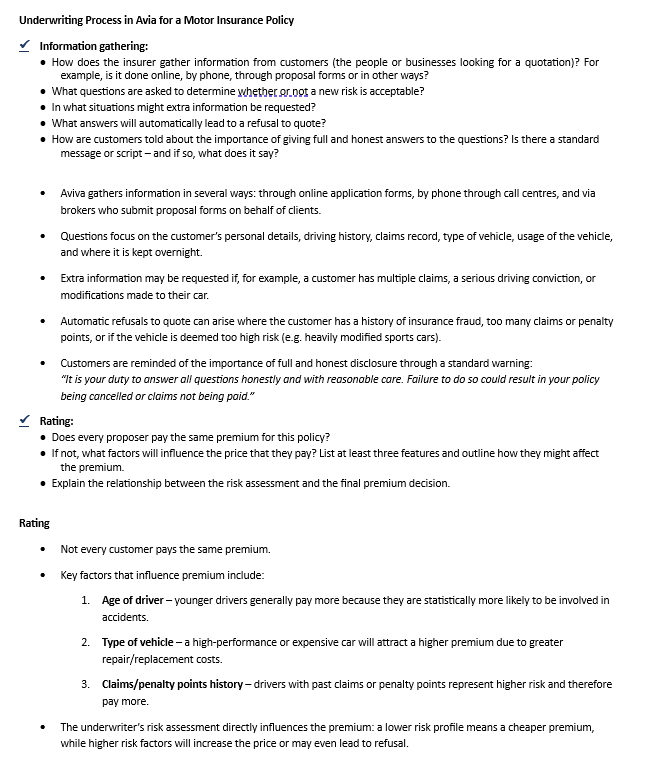 Underwriting Process in Avia for a Motor Insurance Policy
✓ Information gathering:
• How does the insurer gather information from customers (the people or businesses looking for a quotation)? For
example, is it done online, by phone, through proposal forms or in other ways?
• What questions are asked to determine whether or not a new risk is acceptable?
• In what situations might extra information be requested?
• What answers will automatically lead to a refusal to quote?
• How are customers told about the importance of giving full and honest answers to the questions? Is there a standard
message or script – and if so, what does it say?
• Aviva gathers information in several ways: through online application forms, by phone through call centres, and via
brokers who submit proposal forms on behalf of clients.
• Questions focus on the customer's personal details, driving history, claims record, type of vehicle, usage of the vehicle,
and where it is kept overnight.
• Extra information may be requested if, for example, a customer has multiple claims, a serious driving conviction, or
modifications made to their car.
• Automatic refusals to quote can arise where the customer has a history of insurance fraud, too many claims or penalty
points, or if the vehicle is deemed too high risk (e.g. heavily modified sports cars).
• Customers are reminded of the importance of full and honest disclosure through a standard warning:
"It is your duty to answer all questions honestly and with reasonable care. Failure to do so could result in your policy
being cancelled or claims not being paid."
✓ Rating:
• Does every proposer pay the same premium for this policy?
• If not, what factors will influence the price that they pay? List at least three features and outline how they might affect
the premium.
• Explain the relationship between the risk assessment and the final premium decision.
Rating
• Not every customer pays the same premium.
• Key factors that influence premium include:
1. Age of driver – younger drivers generally pay more because they are statistically more likely to be involved in
accidents.
2. Type of vehicle – a high-performance or expensive car will attract a higher premium due to greater
repair/replacement costs.
3. Claims/penalty points history – drivers with past claims or penalty points represent higher risk and therefore
pay more.
• The underwriter's risk assessment directly influences the premium: a lower risk profile means a cheaper premium,
while higher risk factors will increase the price or may even lead to refusal.